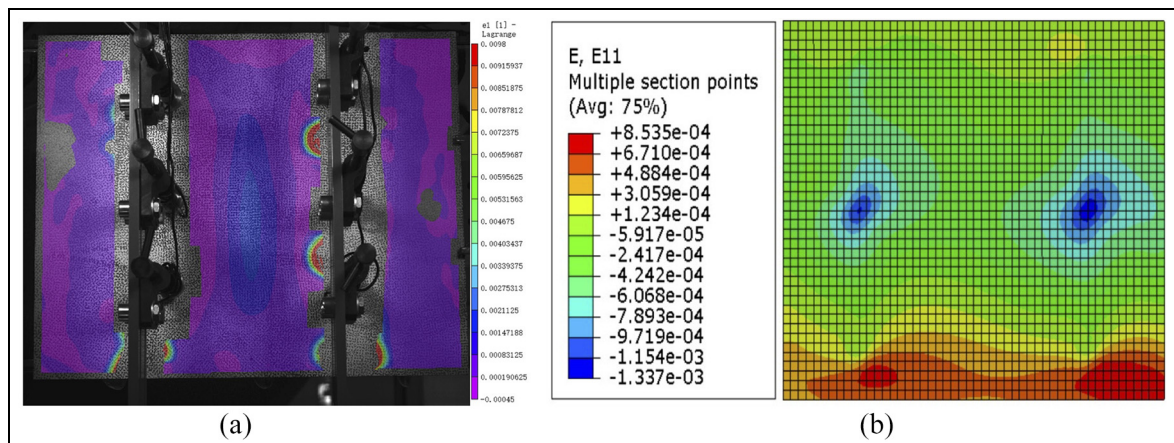 e1 [1] -
Lagrange
0.0098
0.00915937
0.00851875
0.00787812
0.0072375
0.00659687
0.00595625
0.00531563
0.004675
0.00403437
0.00339375
0.00275313
0.0021125
0.00147188
0.00083125
0.000190625
-0.00045
E, E11
Multiple section points
(Avg: 75%)
+8.535e-04
+6.710e-04
+4.884e-04
+3.059e-04
+1.234e-04
-5.917e-05
-2.417e-04
-4.242e-04
-6.068e-04
-7.893e-04
-9.719e-04
-1.154e-03
-1.337e-03
(a)
(b)